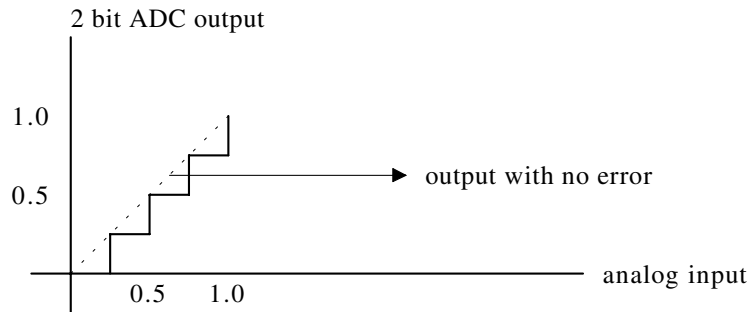 2 bit ADC output
1.0
output with no error
0.5
analog input
0.5 1.0